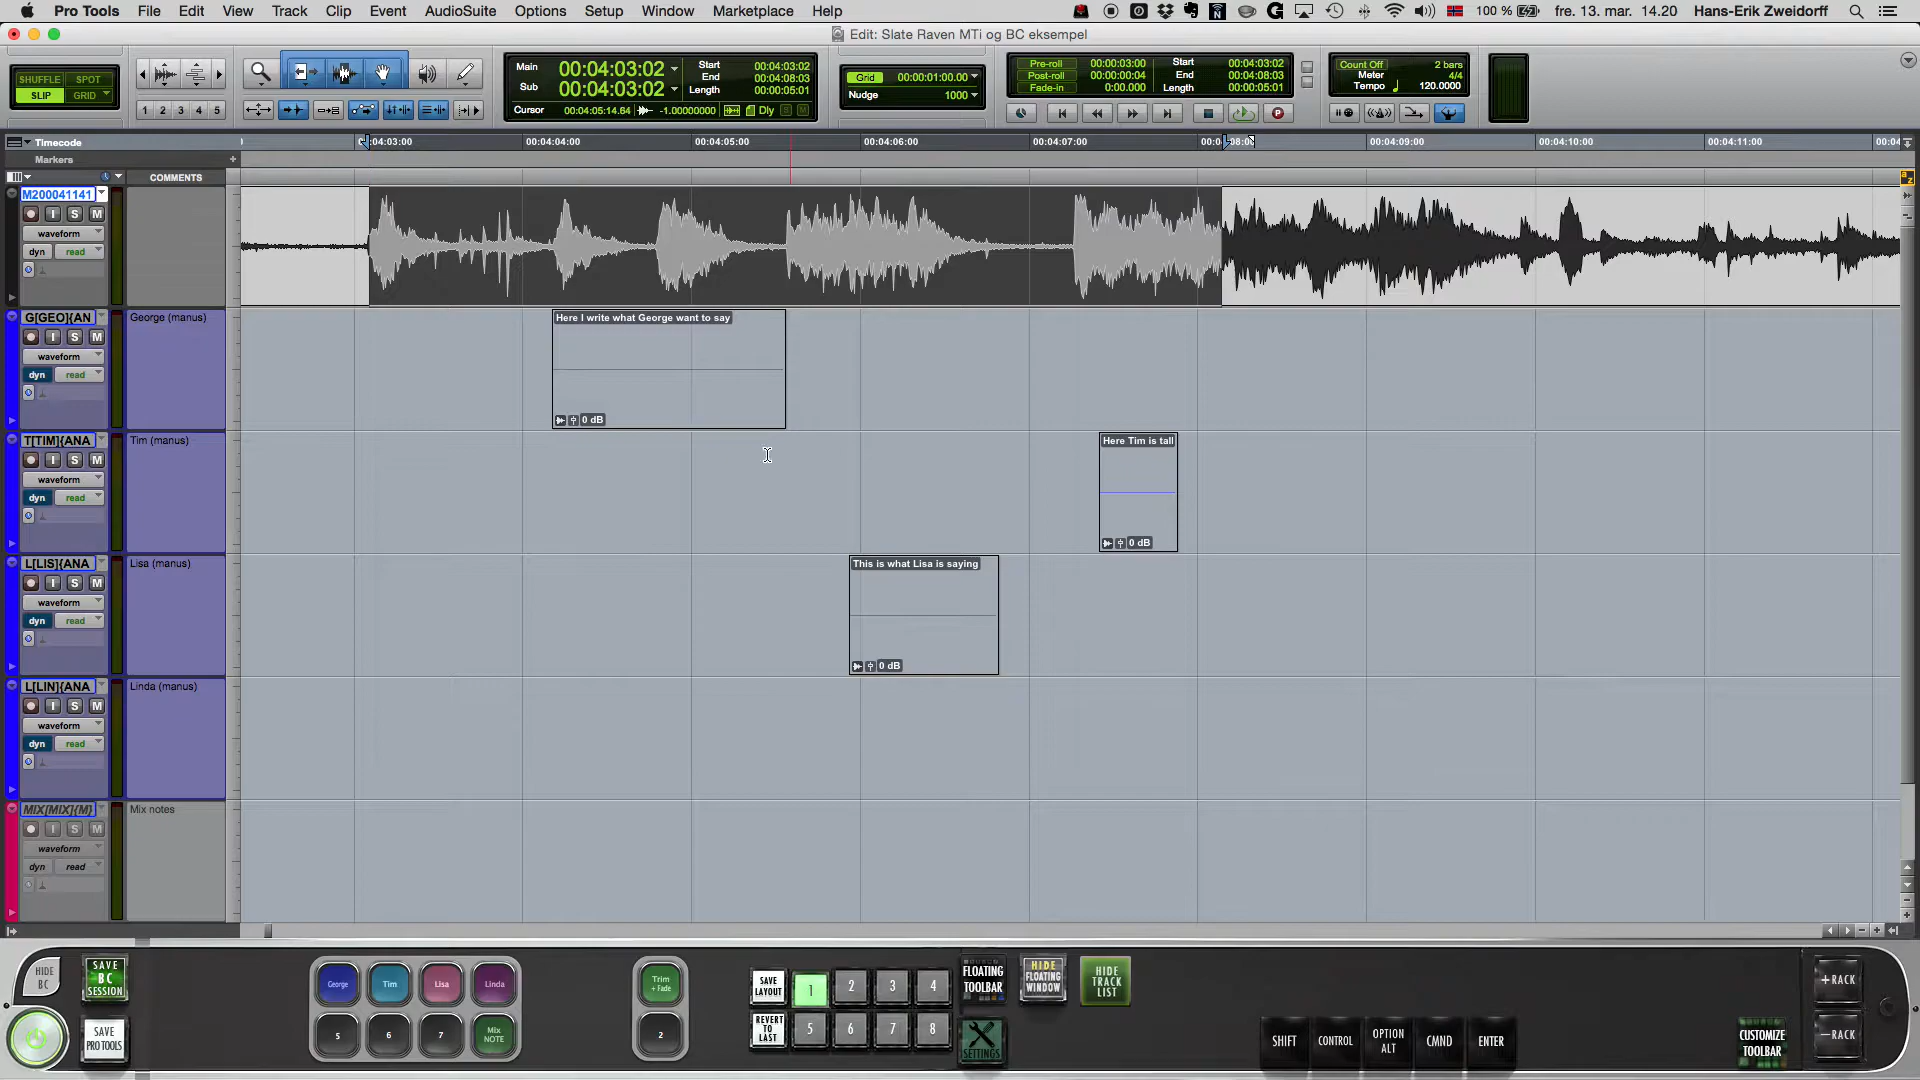 Pro Tools File Edit View Track Clip Event AudioSuite Options Setup Window Marketplace Help 100 % fre. 13. mar. 14.20 Hans-Erik Zweidorff
Edit: Slate Raven MTi og BC eksempel
SHUFFLE SPOT
SLIP GRID
1 2 3 4 5
Main 00:04:03:02
Sub 00:04:03:02
Start 00:04:03:02
End 00:04:08:03
Length 00:00:05:01
Cursor 00:04:05:14.64 -1.00000000 Dly S M
Grid 00:00:01:00.00
Nudge 1000
Pre-roll 00:00:03:00
Post-roll 00:00:00:04
Fade-in 0:00.000
Start 00:04:03:02
End 00:04:08:03
Length 00:00:05:01
Count Off 2 bars
Meter 4/4
Tempo 120.0000
Timecode
00:04:04:00 00:04:05:00 00:04:06:00 00:04:07:00 00:04:09:00 00:04:10:00 00:04:11:00
Markers
COMMENTS
M200041141
I S M
waveform
dyn read
G[GEO]{AN George (manus)
I S M
waveform
dyn read
Here I write what George want to say
0 dB
T[TIM]{ANA Tim (manus)
I S M
waveform
dyn read
Here Tim is tall
0 dB
L[LIS]{ANA Lisa (manus)
I S M
waveform
dyn read
This is what Lisa is saying
0 dB
L[LIN]{ANA Linda (manus)
I S M
waveform
dyn read
MIX[MIX]{M} Mix notes
I S M
waveform
dyn read
HIDE BC
SAVE BC SESSION
SAVE PRO TOOLS
George Tim Lisa Linda
5 6 7 Mix NOTE
Trim + Fade
2
SAVE LAYOUT 1 2 3 4
REVERT TO LAST 5 6 7 8
FLOATING TOOLBAR
HIDE FLOATING WINDOW
HIDE TRACK LIST
SETTINGS
SHIFT CONTROL OPTION ALT CMND ENTER
CUSTOMIZE TOOLBAR
+RACK
-RACK